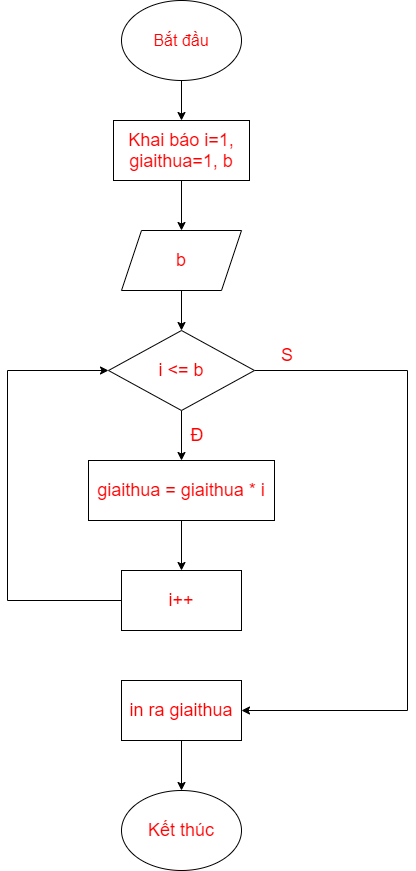 Bắt đầu
Khai báo i=1,
giaithua=1, b
b
i <= b
S
Đ
giaithua = giaithua * i
i++
in ra giaithua
Kết thúc